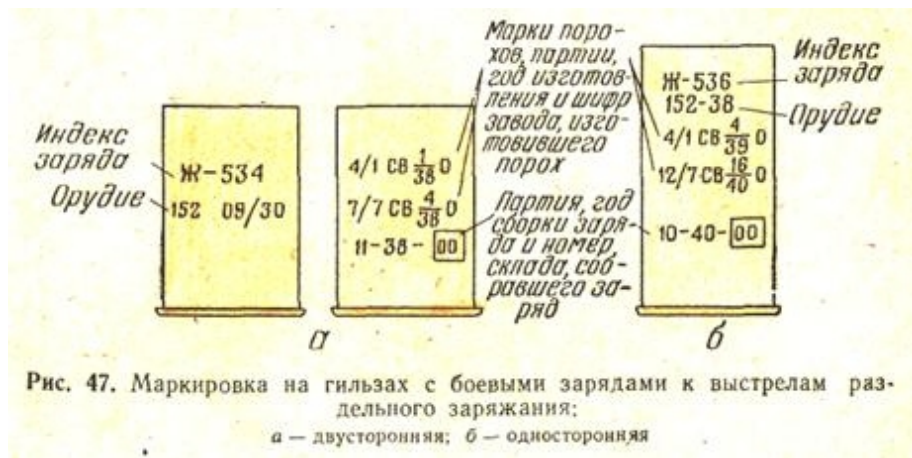 Индекс
заряда
Орудие
Ж-534
152 09/30
4/1 СВ 1/38 0
7/7 СВ 4/38 0
11-38- 00
Марки поро-
хов, партии,
год изготов-
ления и шифр
завода, изго-
товившего
порох
Партия, год
сборки заря-
да и номер
склада, соб-
равшего за-
ряд
Ж-536
152-38
4/1 СВ 4/39 0
12/7 СВ 16/40 0
10-40- 00
Индекс
заряда
Орудие
а
б
Рис. 47. Маркировка на гильзах с боевыми зарядами к выстрелам раз-
дельного заряжания:
а — двусторонняя; б — односторонняя